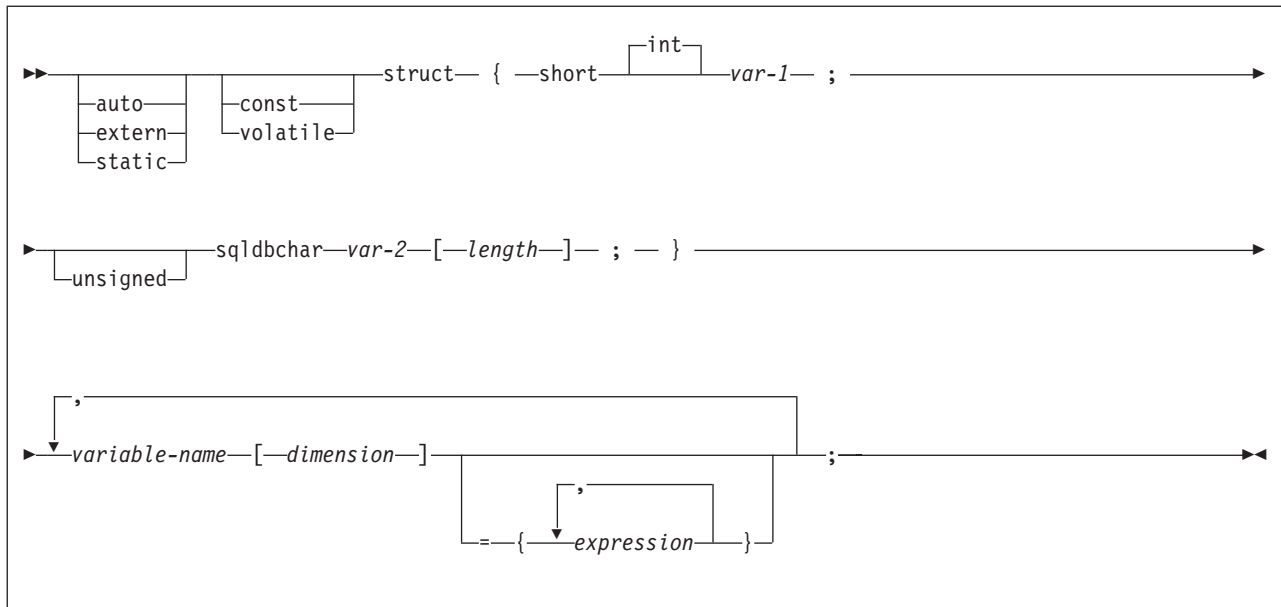 int
struct { short var-1 ;
auto const
extern volatile
static
sqldbchar var-2 [ length ] ; }
unsigned
,
variable-name [ dimension ] ;
,
= { expression }